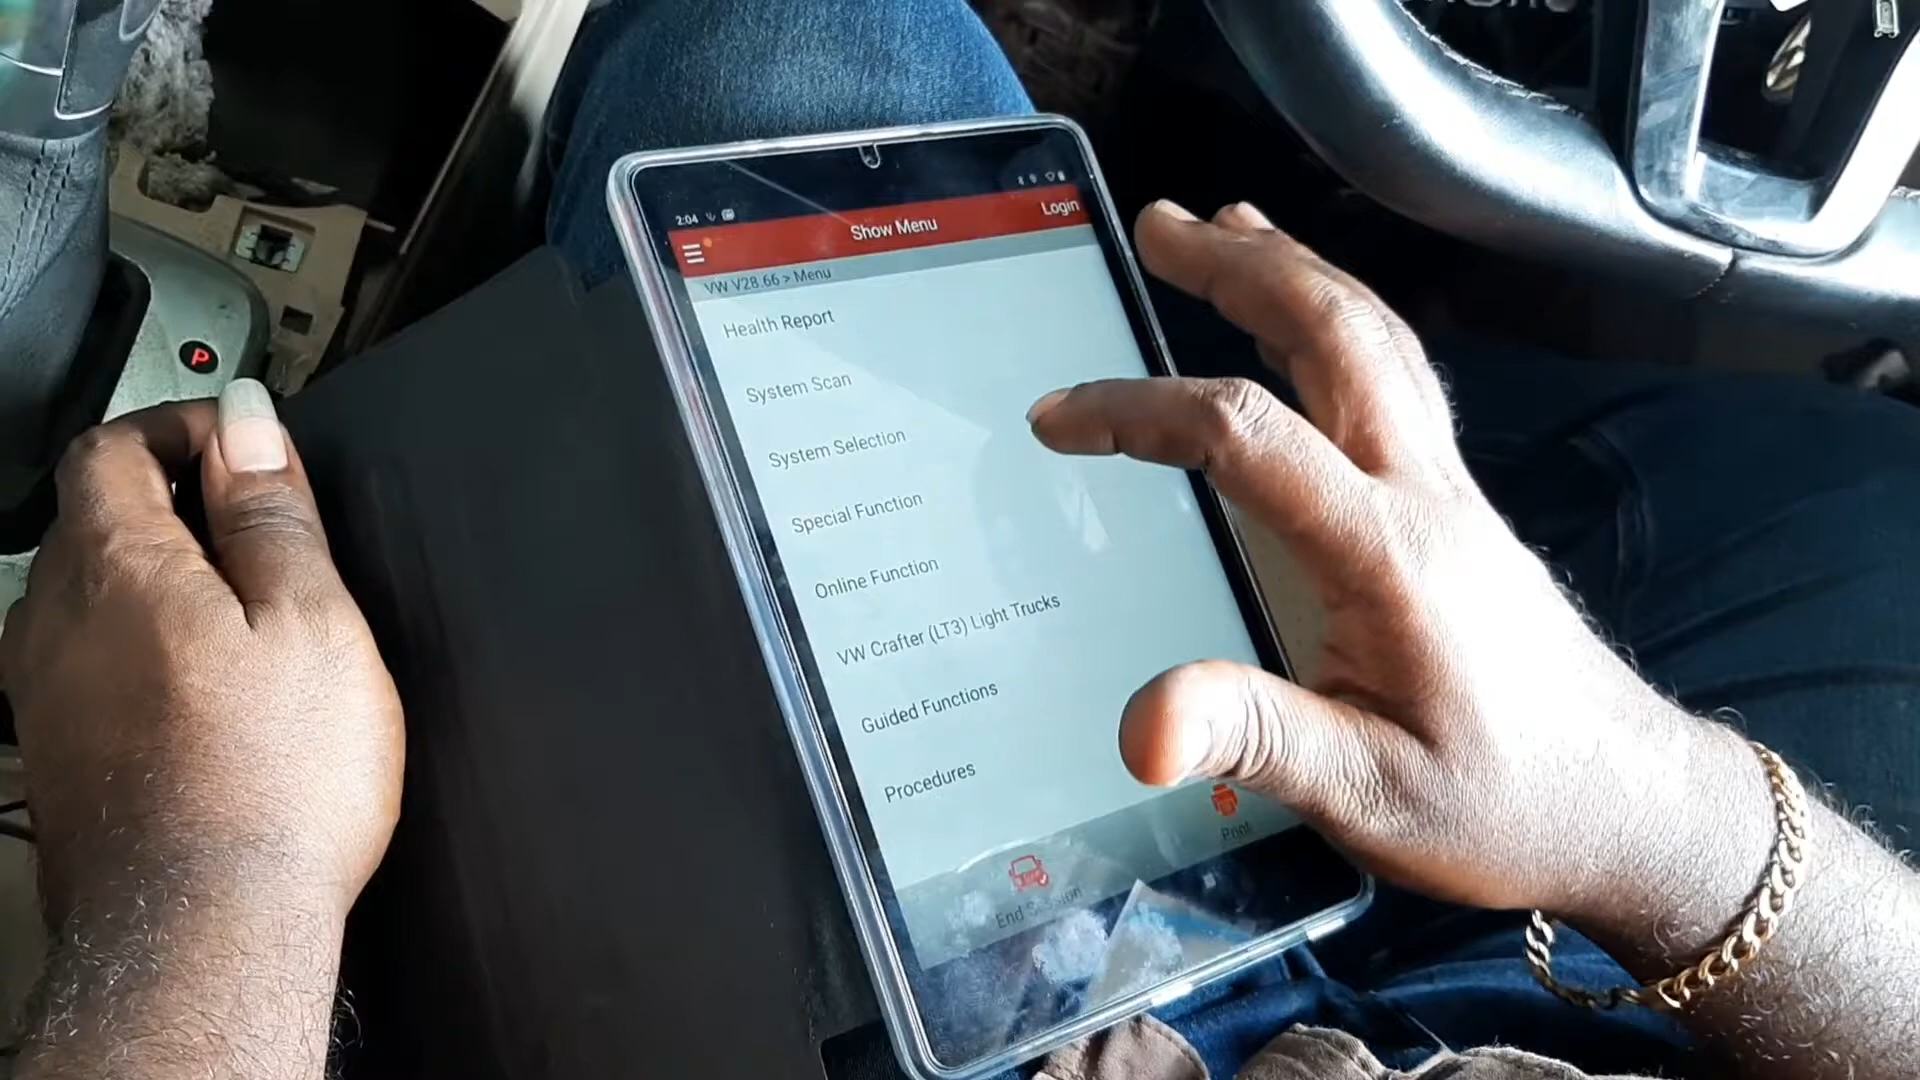 2:04
Show Menu
Login
VW V28.66 > Menu
Health Report
System Scan
System Selection
Special Function
Online Function
VW Crafter (LT3) Light Trucks
Guided Functions
Procedures
End Session
Print
P